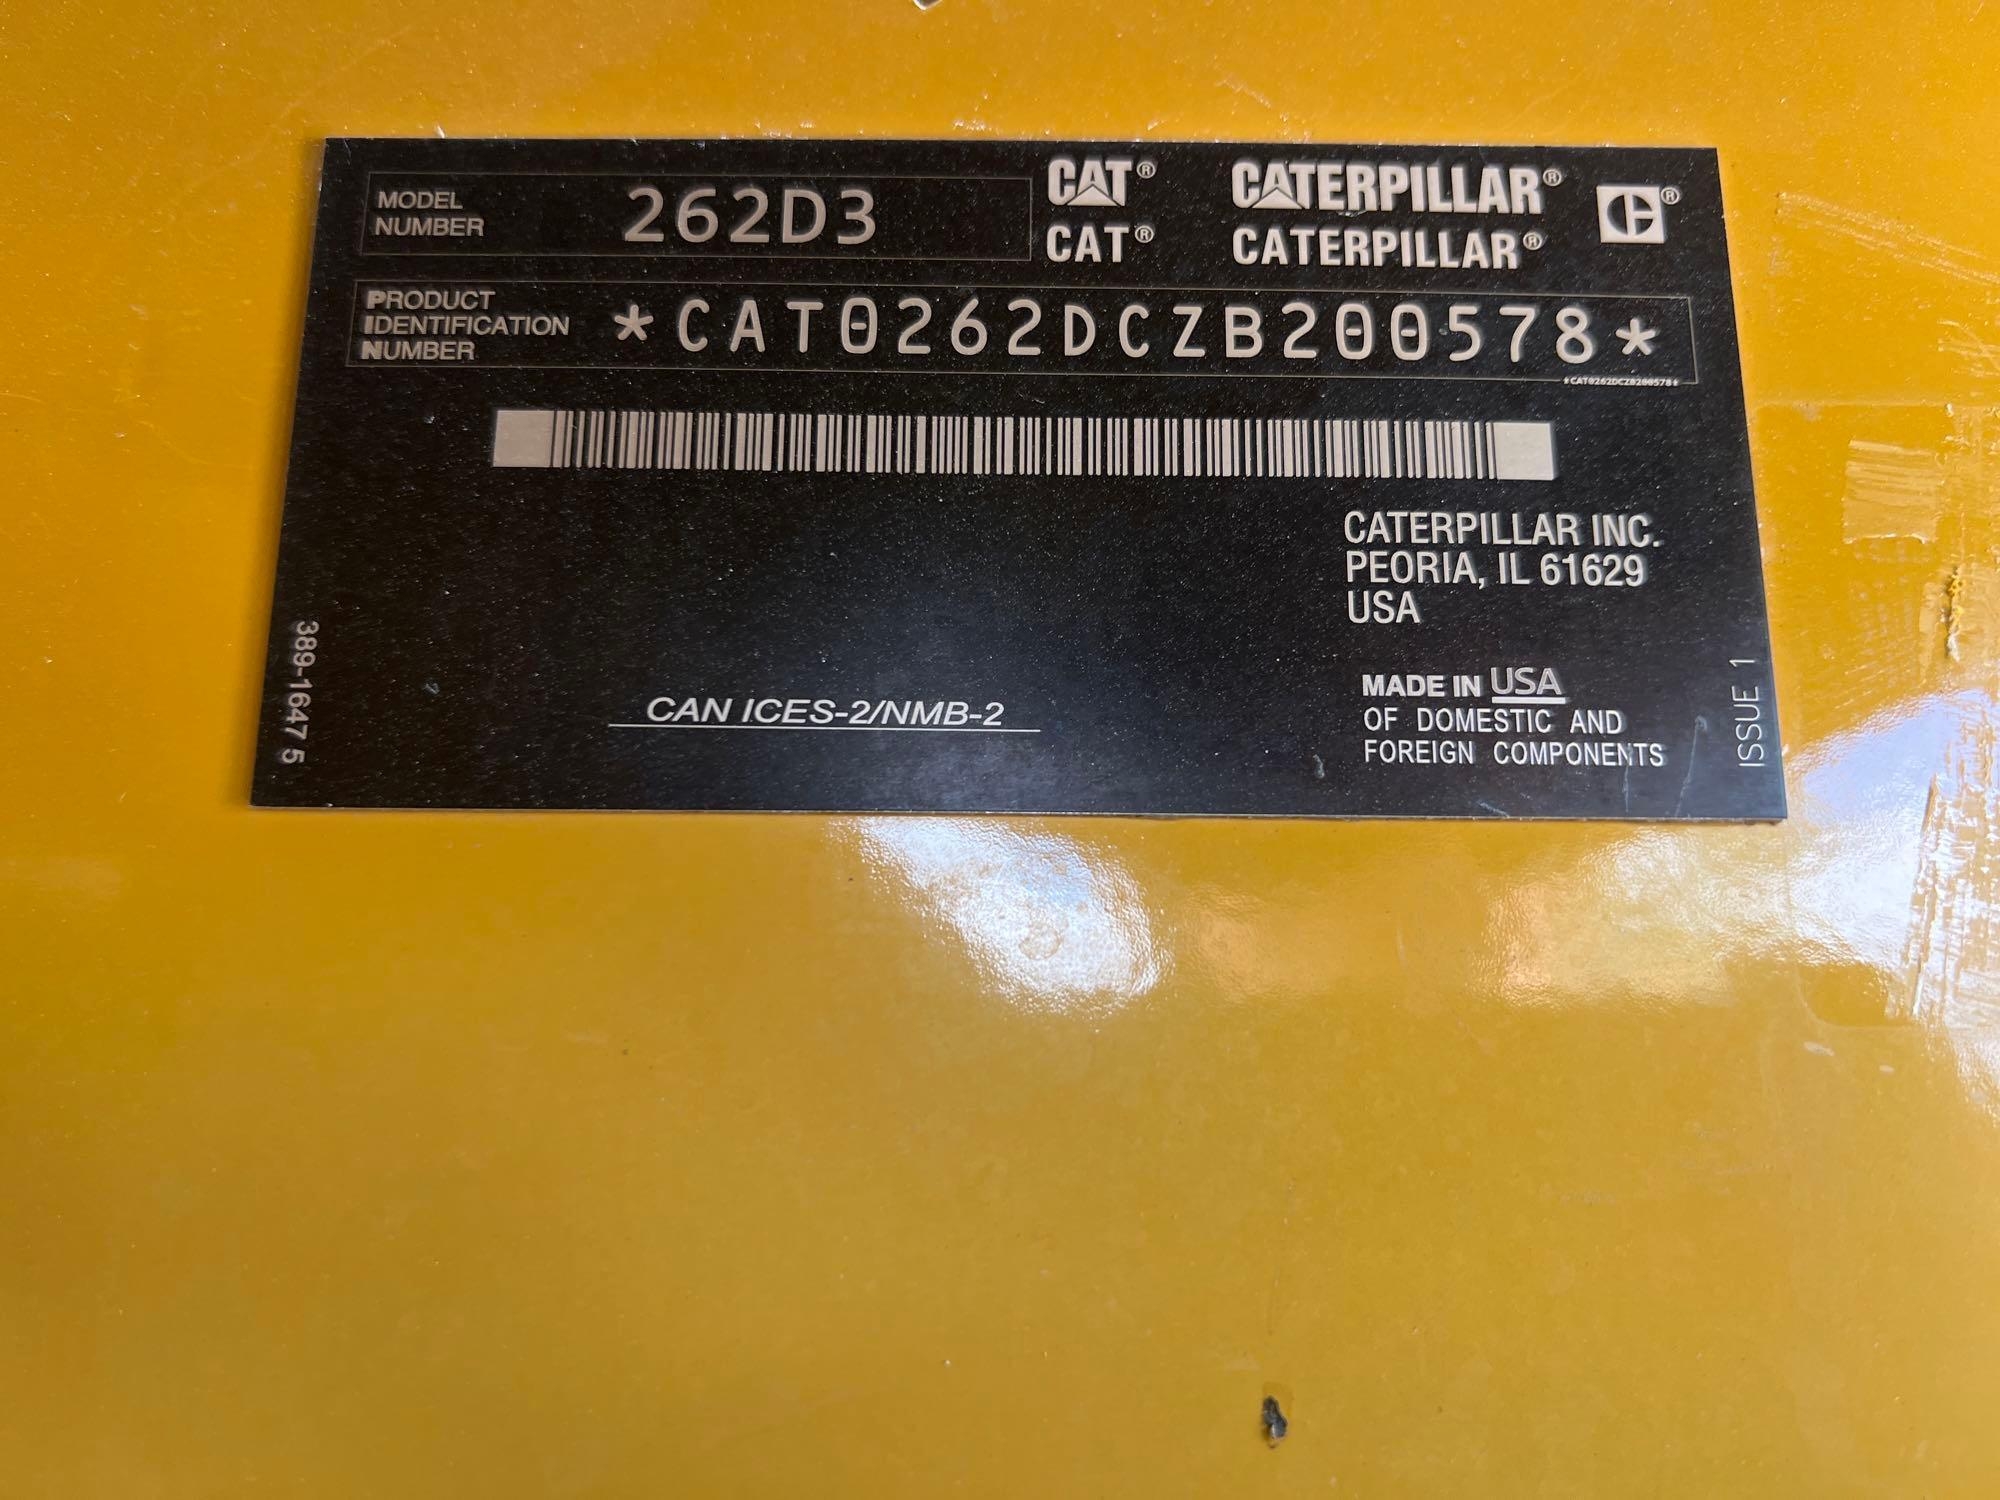 MODEL
NUMBER
262D3
CAT® CATERPILLAR®
CAT® CATERPILLAR®
PRODUCT
IDENTIFICATION
NUMBER
*CAT0262DCZB200578*
*CAT0262DCZB200578*
CATERPILLAR INC.
PEORIA, IL 61629
USA
MADE IN USA
OF DOMESTIC AND
FOREIGN COMPONENTS
CAN ICES-2/NMB-2
389-1647 5
ISSUE 1